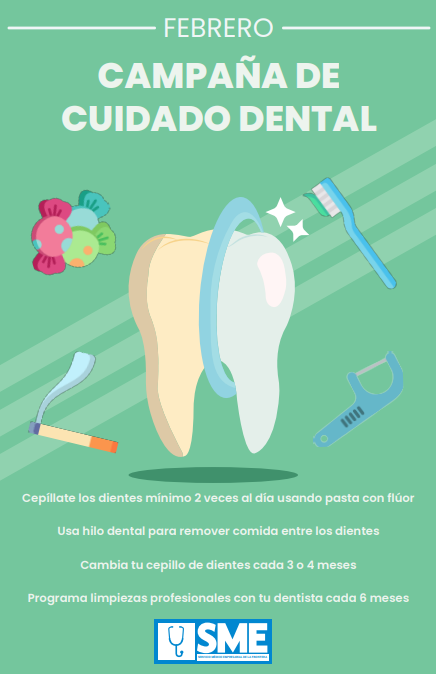 FEBRERO
CAMPAÑA DE
CUIDADO DENTAL
Cepíllate los dientes mínimo 2 veces al día usando pasta con flúor
Usa hilo dental para remover comida entre los dientes
Cambia tu cepillo de dientes cada 3 o 4 meses
Programa limpiezas profesionales con tu dentista cada 6 meses
SME